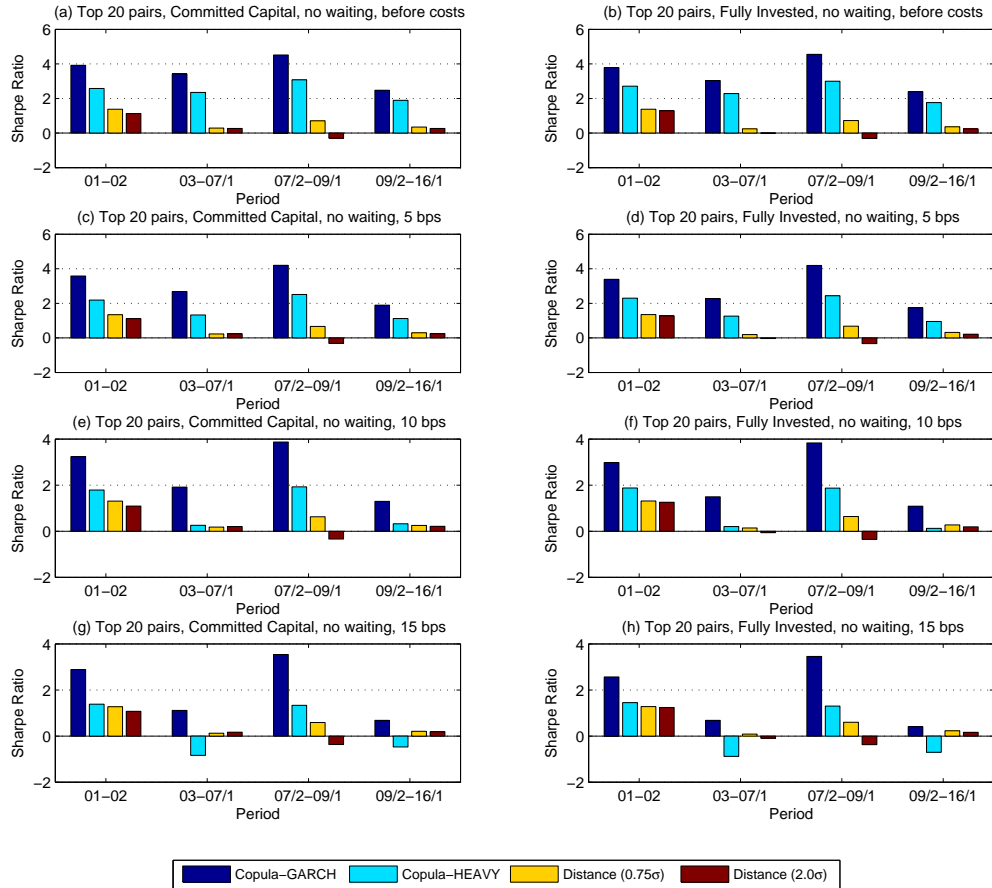 (a) Top 20 pairs, Committed Capital, no waiting, before costs
6
4
2
0
−2
Sharpe Ratio
01−02 03−07/1 07/2−09/1 09/2−16/1
Period
(b) Top 20 pairs, Fully Invested, no waiting, before costs
6
4
2
0
−2
Sharpe Ratio
01−02 03−07/1 07/2−09/1 09/2−16/1
Period
(c) Top 20 pairs, Committed Capital, no waiting, 5 bps
6
4
2
0
−2
Sharpe Ratio
01−02 03−07/1 07/2−09/1 09/2−16/1
Period
(d) Top 20 pairs, Fully Invested, no waiting, 5 bps
6
4
2
0
−2
Sharpe Ratio
01−02 03−07/1 07/2−09/1 09/2−16/1
Period
(e) Top 20 pairs, Committed Capital, no waiting, 10 bps
4
2
0
−2
Sharpe Ratio
01−02 03−07/1 07/2−09/1 09/2−16/1
Period
(f) Top 20 pairs, Fully Invested, no waiting, 10 bps
4
2
0
−2
Sharpe Ratio
01−02 03−07/1 07/2−09/1 09/2−16/1
Period
(g) Top 20 pairs, Committed Capital, no waiting, 15 bps
4
2
0
−2
Sharpe Ratio
01−02 03−07/1 07/2−09/1 09/2−16/1
Period
(h) Top 20 pairs, Fully Invested, no waiting, 15 bps
4
2
0
−2
Sharpe Ratio
01−02 03−07/1 07/2−09/1 09/2−16/1
Period
Copula−GARCH Copula−HEAVY Distance (0.75σ) Distance (2.0σ)